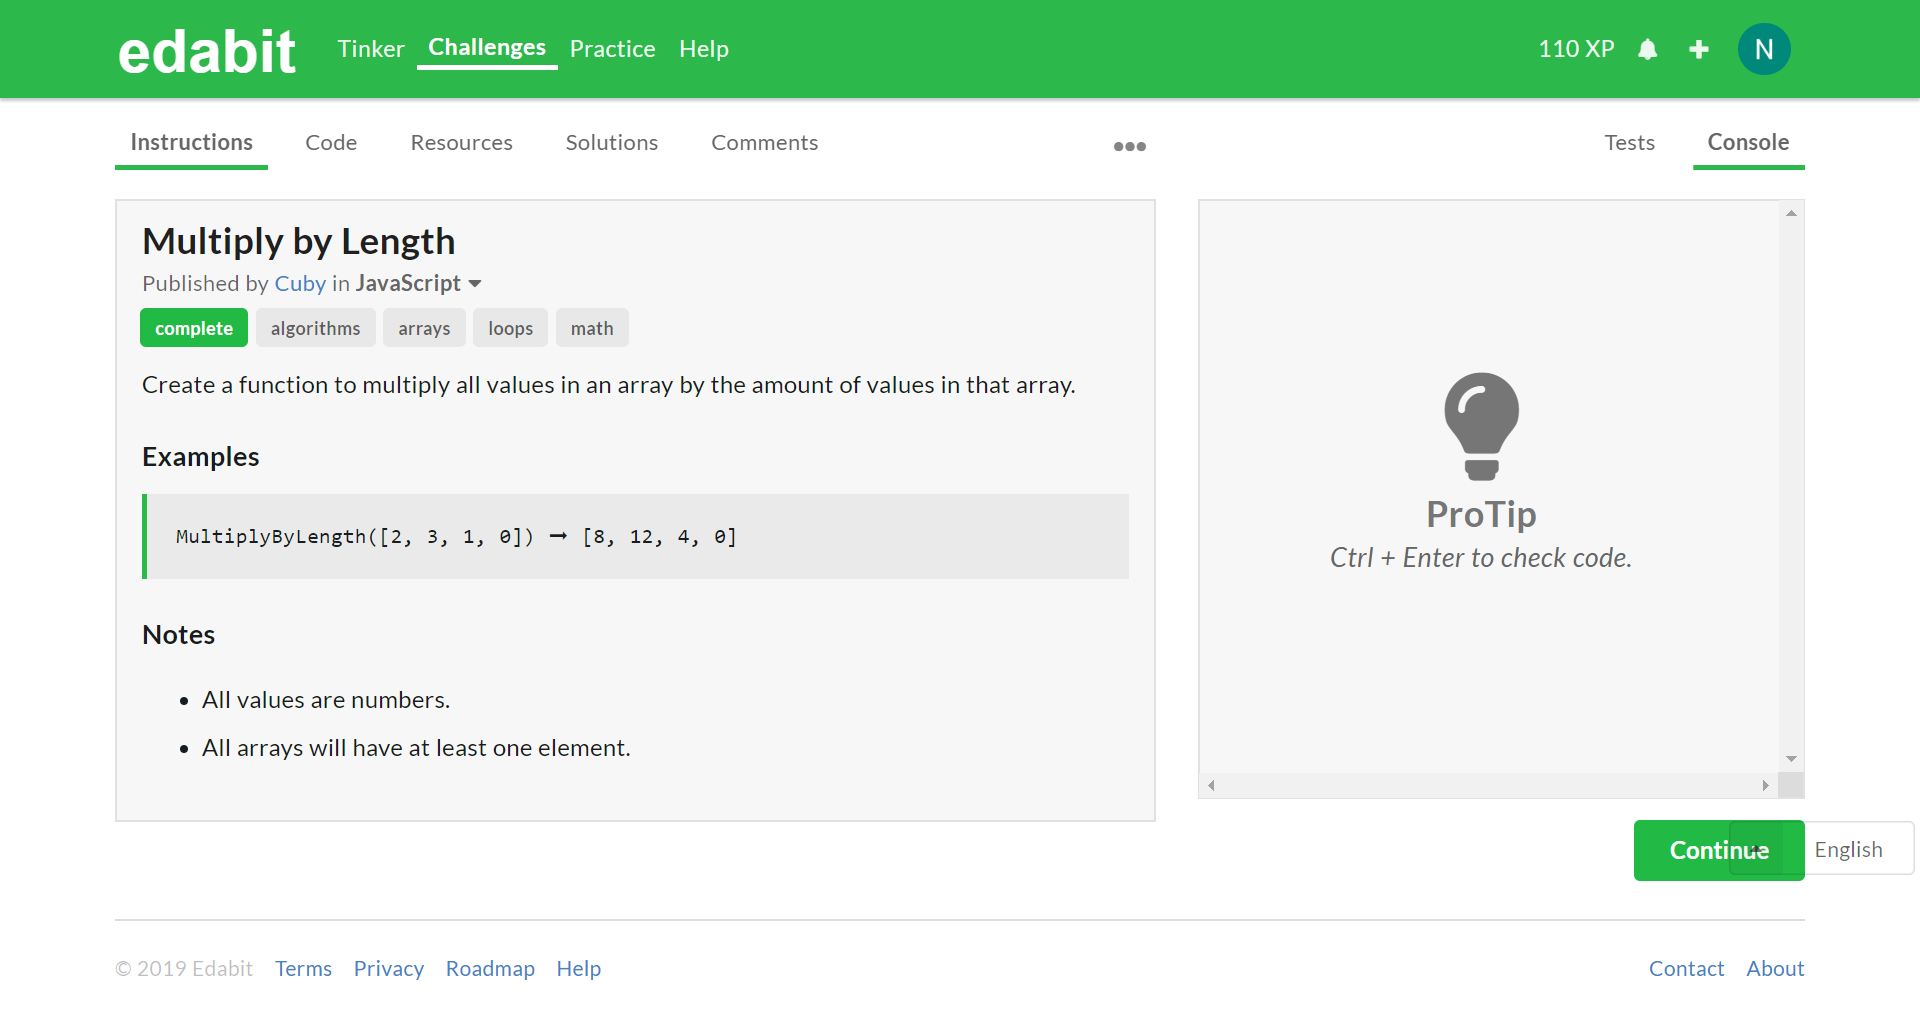 edabit Tinker Challenges Practice Help 110 XP N
Instructions Code Resources Solutions Comments Tests Console
Multiply by Length
Published by Cuby in JavaScript
complete algorithms arrays loops math
Create a function to multiply all values in an array by the amount of values in that array.
Examples
MultiplyByLength([2, 3, 1, 0]) ➞ [8, 12, 4, 0]
Notes
• All values are numbers.
• All arrays will have at least one element.
ProTip
Ctrl + Enter to check code.
Continue English
© 2019 Edabit Terms Privacy Roadmap Help Contact About